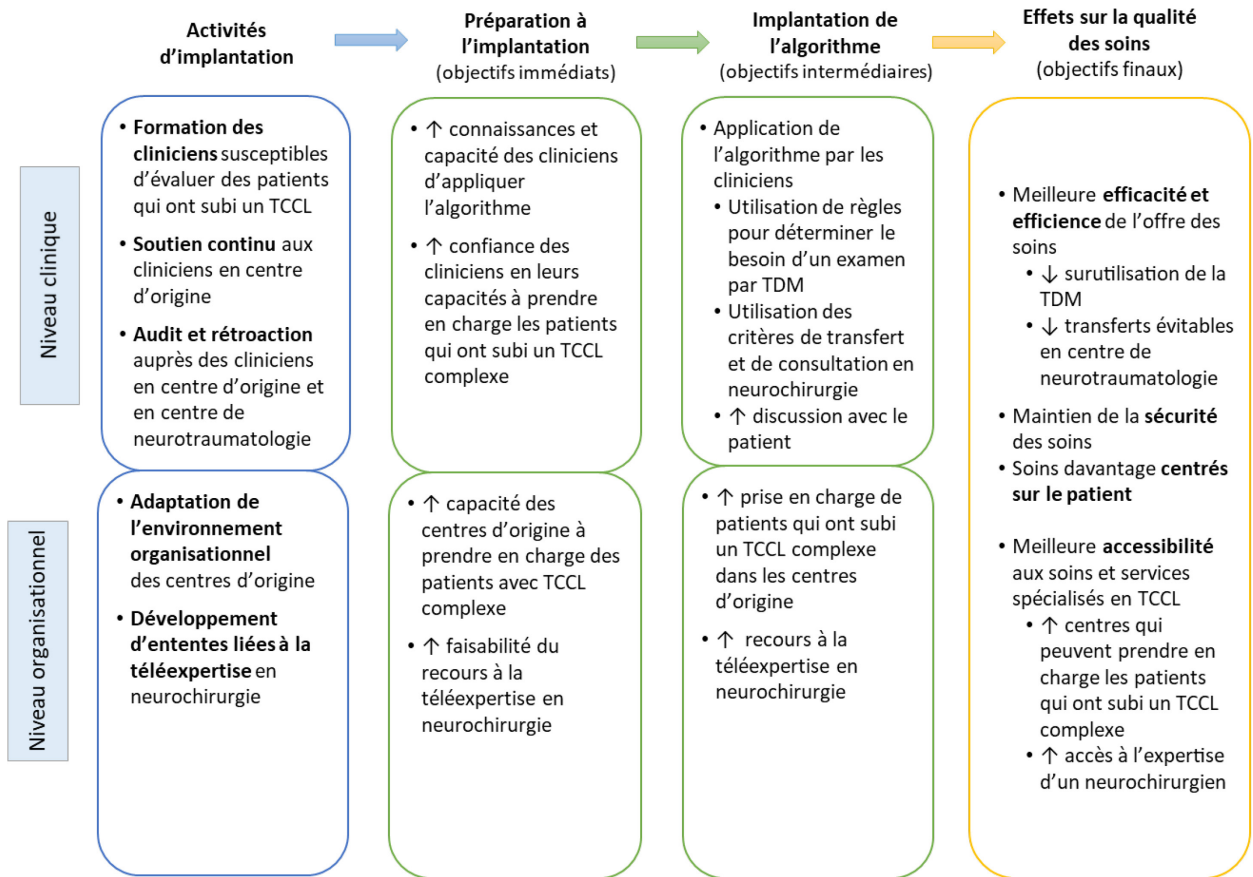 Activités
d'implantation
Préparation à
l'implantation
(objectifs immédiats)
Implantation de
l'algorithme
(objectifs intermédiaires)
Effets sur la qualité
des soins
(objectifs finaux)
Niveau clinique
• Formation des
cliniciens susceptibles
d'évaluer des patients
qui ont subi un TCCL
• Soutien continu aux
cliniciens en centre
d'origine
• Audit et rétroaction
auprès des cliniciens
en centre d'origine et
en centre de
neurotraumatologie
• ↑ connaissances et
capacité des cliniciens
d'appliquer
l'algorithme
• ↑ confiance des
cliniciens en leurs
capacités à prendre
en charge les patients
qui ont subi un TCCL
complexe
• Application de
l'algorithme par les
cliniciens
• Utilisation de règles
pour déterminer le
besoin d'un examen
par TDM
• Utilisation des
critères de transfert
et de consultation en
neurochirurgie
• ↑ discussion avec le
patient
Niveau organisationnel
• Adaptation de
l'environnement
organisationnel
des centres d'origine
• Développement
d'ententes liées à la
téléexpertise en
neurochirurgie
• ↑ capacité des
centres d'origine à
prendre en charge des
patients avec TCCL
complexe
• ↑ faisabilité du
recours à la
téléexpertise en
neurochirurgie
• ↑ prise en charge de
patients qui ont subi
un TCCL complexe
dans les centres
d'origine
• ↑ recours à la
téléexpertise en
neurochirurgie
• Meilleure efficacité et
efficience de l'offre des
soins
• ↓ surutilisation de la
TDM
• ↓ transferts évitables
en centre de
neurotraumatologie
• Maintien de la sécurité
des soins
• Soins davantage centrés
sur le patient
• Meilleure accessibilité
aux soins et services
spécialisés en TCCL
• ↑ centres qui
peuvent prendre en
charge les patients
qui ont subi un TCCL
complexe
• ↑ accès à l'expertise
d'un neurochirurgien